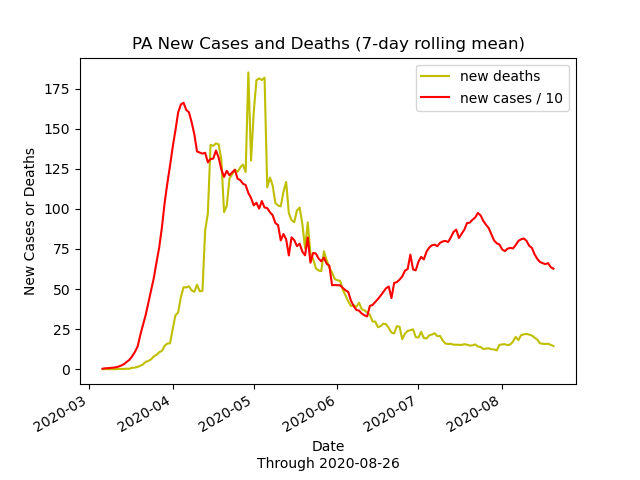 PA New Cases and Deaths (7-day rolling mean)
new deaths
new cases / 10
175
150
125
100
75
50
25
0
New Cases or Deaths
2020-03
2020-04
2020-05
2020-06
2020-07
2020-08
Date
Through 2020-08-26